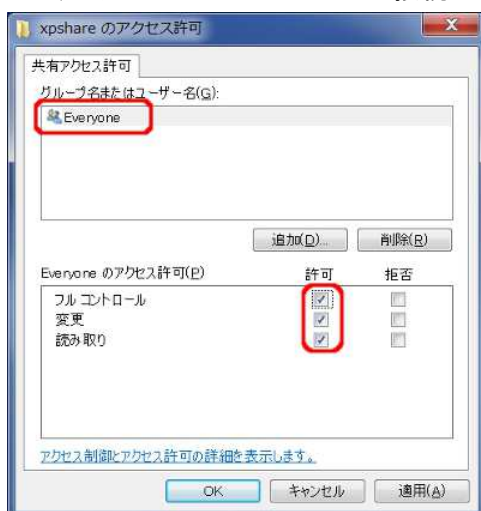 xpshare のアクセス許可
共有アクセス許可
グループ名またはユーザー名(G):
Everyone
追加(D)... 削除(R)
Everyone のアクセス許可(P) 許可 拒否
フル コントロール
変更
読み取り
アクセス制御とアクセス許可の詳細を表示します。
OK キャンセル 適用(A)